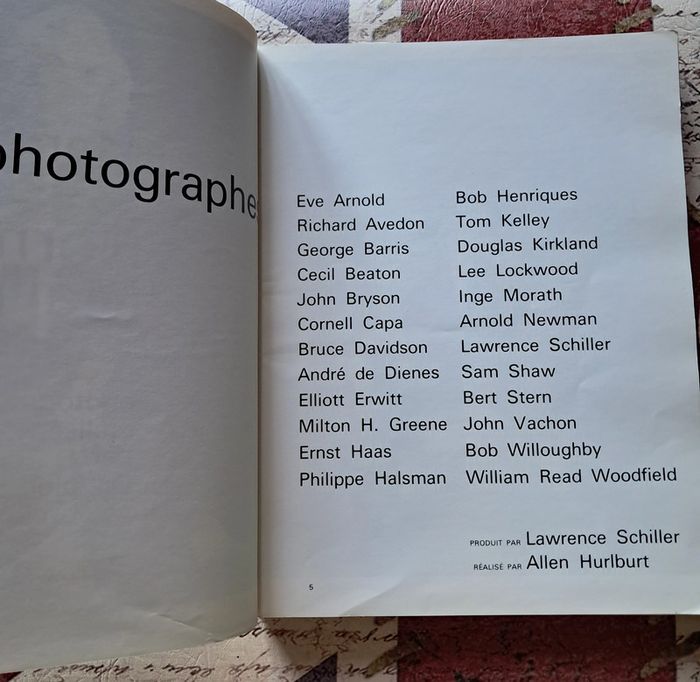 photographe
Eve Arnold
Richard Avedon
George Barris
Cecil Beaton
John Bryson
Cornell Capa
Bruce Davidson
André de Dienes
Elliott Erwitt
Milton H. Greene
Ernst Haas
Philippe Halsman
Bob Henriques
Tom Kelley
Douglas Kirkland
Lee Lockwood
Inge Morath
Arnold Newman
Lawrence Schiller
Sam Shaw
Bert Stern
John Vachon
Bob Willoughby
William Read Woodfield
PRODUIT PAR Lawrence Schiller
RÉALISÉ PAR Allen Hurlburt
5